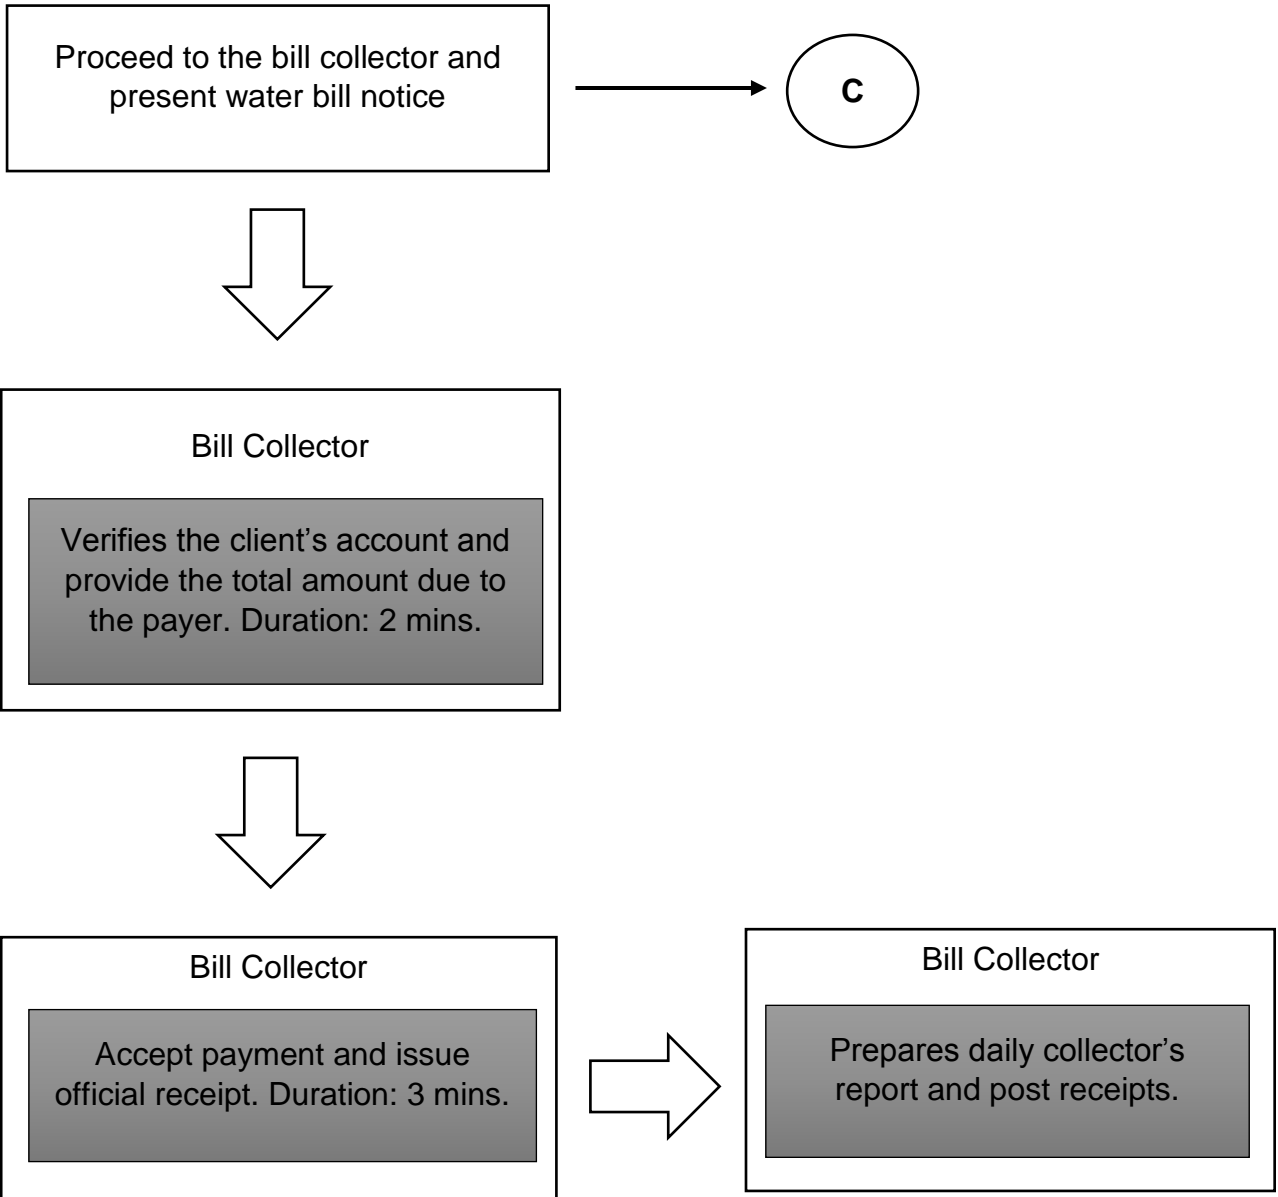 Proceed to the bill collector and
present water bill notice
C
Bill Collector
Verifies the client’s account and
provide the total amount due to
the payer. Duration: 2 mins.
Bill Collector
Accept payment and issue
official receipt. Duration: 3 mins.
Bill Collector
Prepares daily collector’s
report and post receipts.